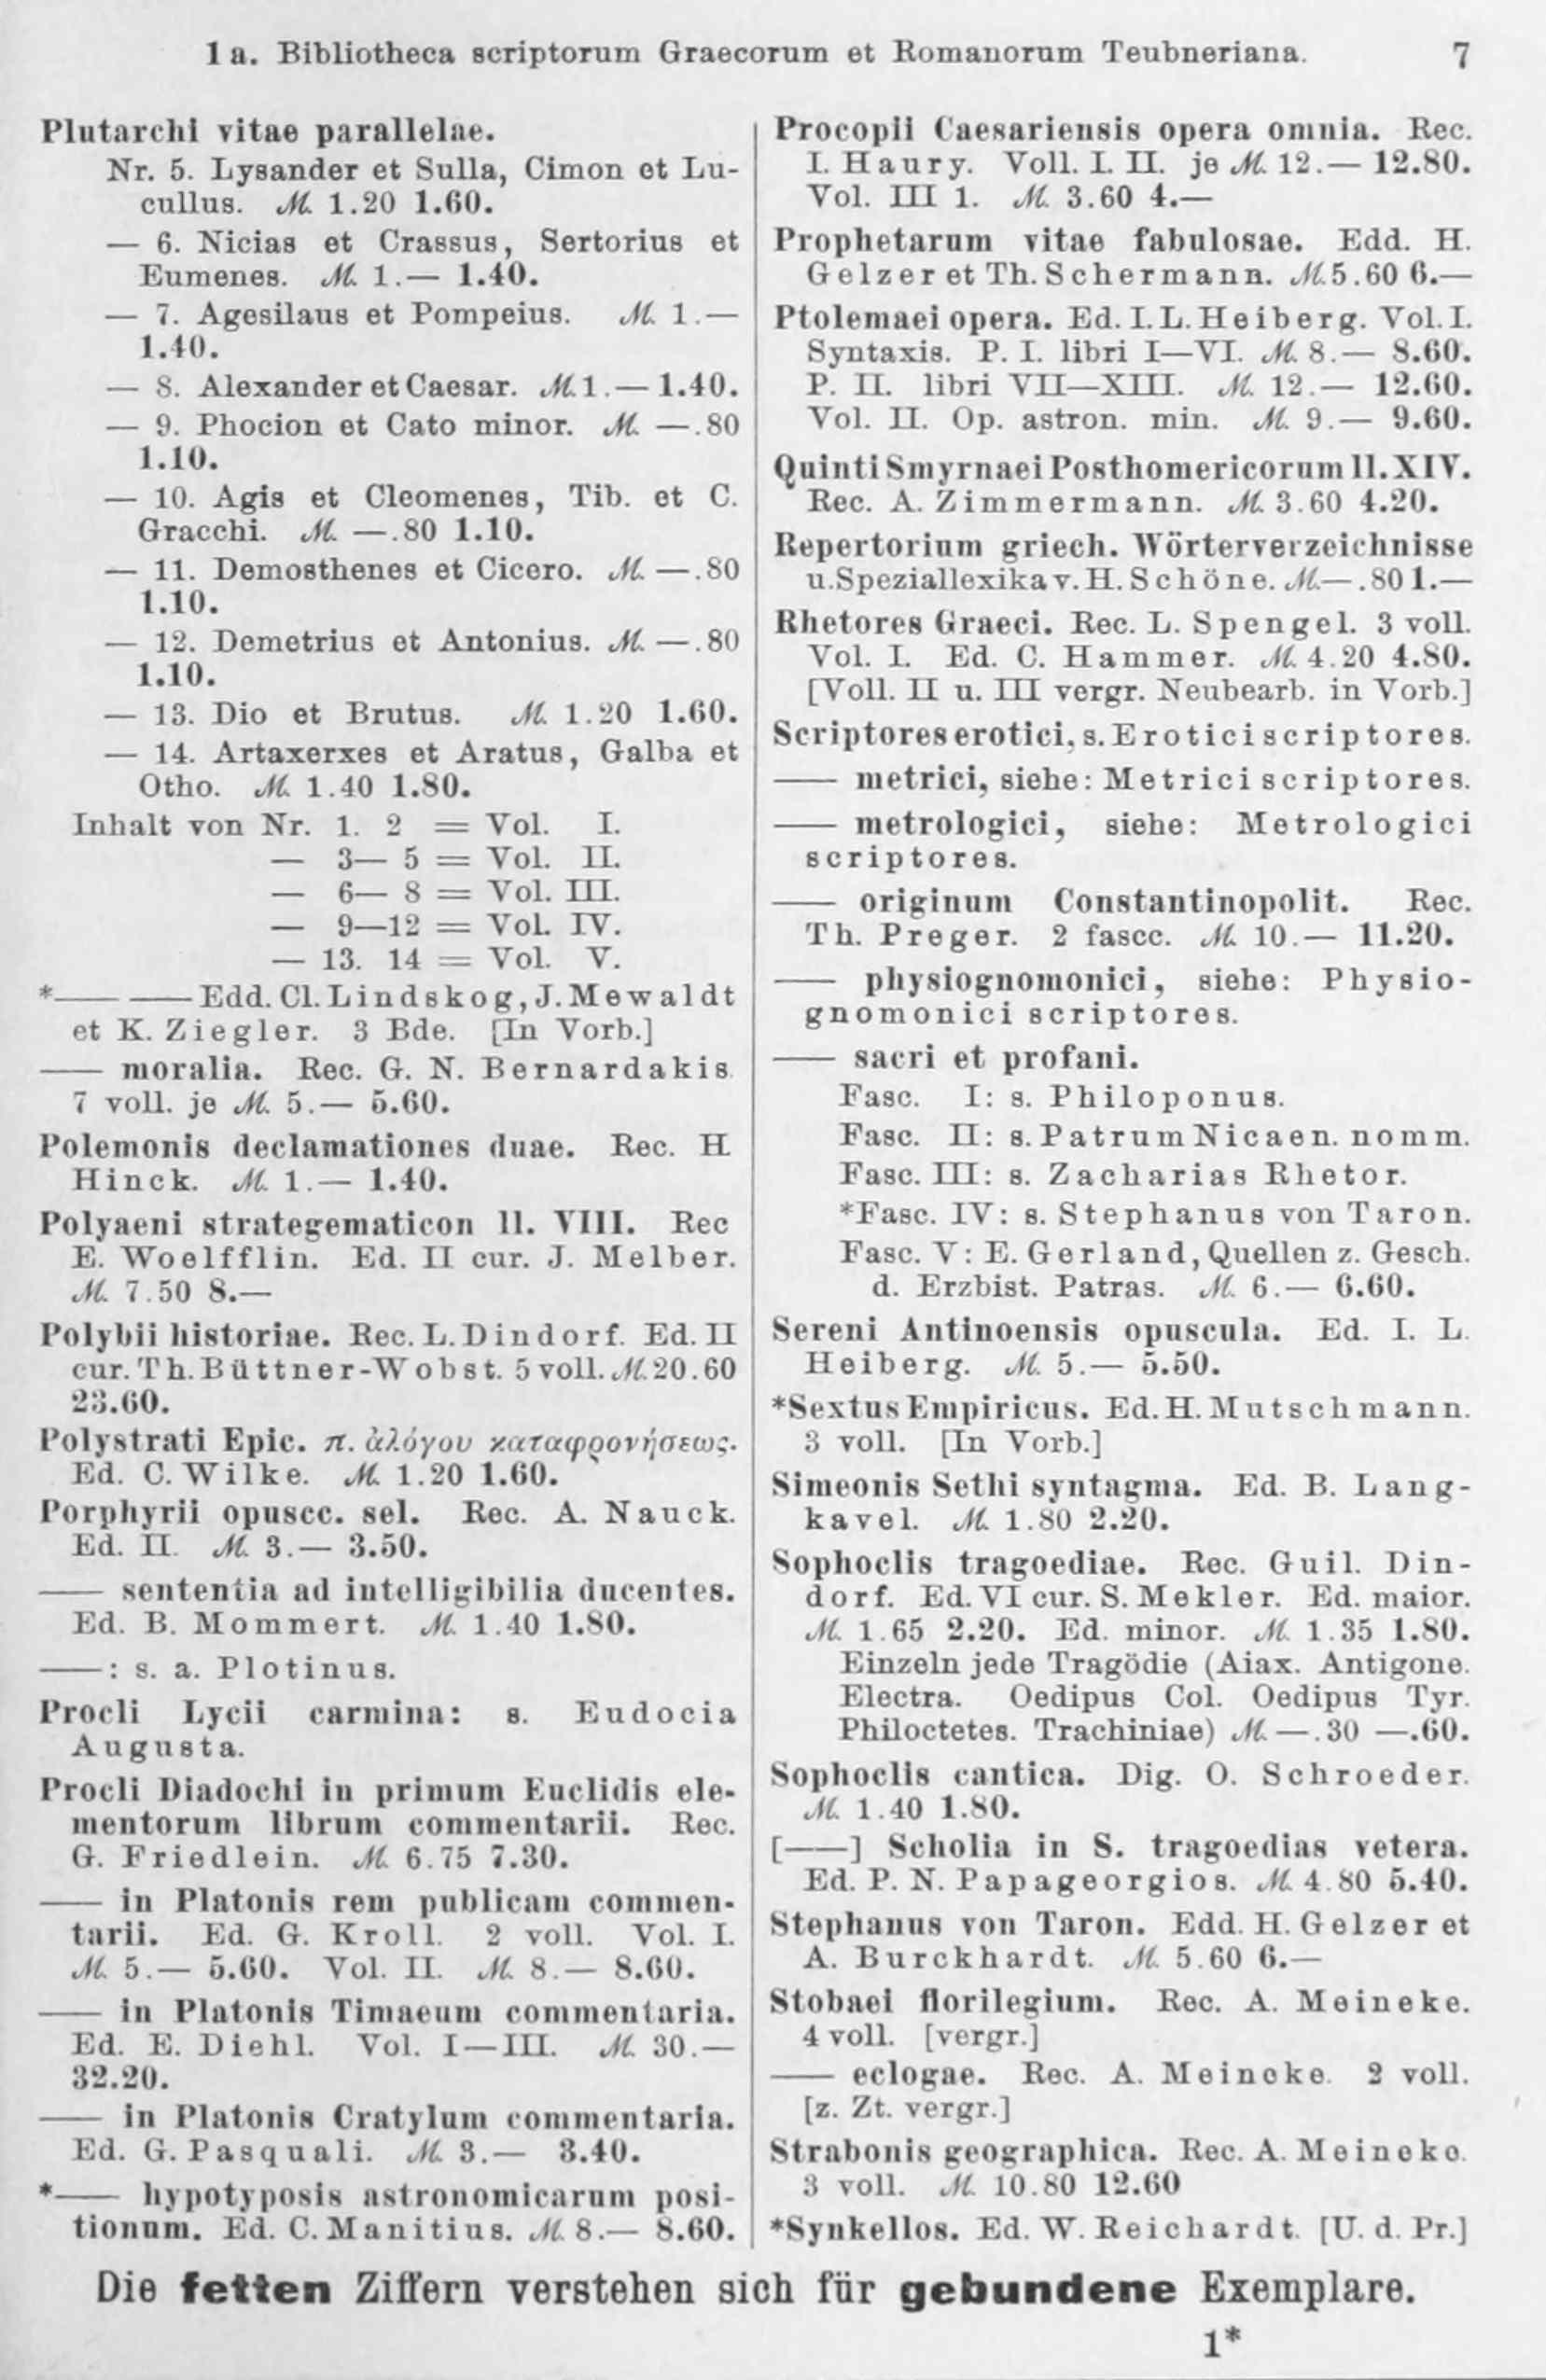 1 a. Bibliotheca scriptorum Graecorum et Romanorum Teubneriana. 7
Plutarchi vitae parallelae.
Nr. 5. Lysander et Sulla, Cimon et Lu-
cullus. ℳ 1.20 1.60.
— 6. Nicias et Crassus, Sertorius et
Eumenes. ℳ 1.— 1.40.
— 7. Agesilaus et Pompeius. ℳ 1.—
1.40.
— 8. Alexander et Caesar. ℳ 1.— 1.40.
— 9. Phocion et Cato minor. ℳ —.80
1.10.
— 10. Agis et Cleomenes, Tib. et C.
Gracchi. ℳ —.80 1.10.
— 11. Demosthenes et Cicero. ℳ —.80
1.10.
— 12. Demetrius et Antonius. ℳ —.80
1.10.
— 13. Dio et Brutus. ℳ 1.20 1.60.
— 14. Artaxerxes et Aratus, Galba et
Otho. ℳ 1.40 1.80.
Inhalt von Nr. 1. 2 = Vol. I.
— 3— 5 = Vol. II.
— 6— 8 = Vol. III.
— 9—12 = Vol. IV.
— 13. 14 = Vol. V.
*—— —— Edd. Cl. Lindskog, J. Mewaldt
et K. Ziegler. 3 Bde. [In Vorb.]
—— moralia. Rec. G. N. Bernardakis.
7 voll. je ℳ 5.— 5.60.
Polemonis declamationes duae. Rec. H.
Hinck. ℳ 1.— 1.40.
Polyaeni strategematicon ll. VIII. Rec
E. Woelfflin. Ed. II cur. J. Melber.
ℳ 7.50 8.—
Polybii historiae. Rec. L. Dindorf. Ed. II
cur. Th. Büttner-Wobst. 5 voll. ℳ 20.60
23.60.
Polystrati Epic. π. ἀλόγου καταφρονήσεως.
Ed. C. Wilke. ℳ 1.20 1.60.
Porphyrii opuscc. sel. Rec. A. Nauck.
Ed. II. ℳ 3.— 3.50.
—— sententia ad intelligibilia ducentes.
Ed. B. Mommert. ℳ 1.40 1.80.
——: s. a. Plotinus.
Procli Lycii carmina: s. Eudocia
Augusta.
Procli Diadochi in primum Euclidis ele-
mentorum librum commentarii. Rec.
G. Friedlein. ℳ 6.75 7.30.
—— in Platonis rem publicam commen-
tarii. Ed. G. Kroll. 2 voll. Vol. I.
ℳ 5.— 5.60. Vol. II. ℳ 8.— 8.60.
—— in Platonis Timaeum commentaria.
Ed. E. Diehl. Vol. I—III. ℳ 30.—
32.20.
—— in Platonis Cratylum commentaria.
Ed. G. Pasquali. ℳ 3.— 3.40.
*—— hypotyposis astronomicarum posi-
tionum. Ed. C. Manitius. ℳ 8.— 8.60.
Procopii Caesariensis opera omnia. Rec.
I. Haury. Voll. I. II. je ℳ 12.— 12.80.
Vol. III 1. ℳ 3.60 4.—
Prophetarum vitae fabulosae. Edd. H.
Gelzer et Th. Schermann. ℳ 5.60 6.—
Ptolemaei opera. Ed. I. L. Heiberg. Vol. I.
Syntaxis. P. I. libri I—VI. ℳ 8.— 8.60.
P. II. libri VII—XIII. ℳ 12.— 12.60.
Vol. II. Op. astron. min. ℳ 9.— 9.60.
Quinti Smyrnaei Posthomericorum ll. XIV.
Rec. A. Zimmermann. ℳ 3.60 4.20.
Repertorium griech. Wörterverzeichnisse
u. Speziallexika v. H. Schöne. ℳ —.80 1.—
Rhetores Graeci. Rec. L. Spengel. 3 voll.
Vol. I. Ed. C. Hammer. ℳ 4.20 4.80.
[Voll. II u. III vergr. Neubearb. in Vorb.]
Scriptores erotici, s. Erotici scriptores.
—— metrici, siehe: Metrici scriptores.
—— metrologici, siehe: Metrologici
scriptores.
—— originum Constantinopolit. Rec.
Th. Preger. 2 fascc. ℳ 10.— 11.20.
—— physiognomonici, siehe: Physio-
gnomonici scriptores.
—— sacri et profani.
Fasc. I: s. Philoponus.
Fasc. II: s. Patrum Nicaen. nomm.
Fasc. III: s. Zacharias Rhetor.
*Fasc. IV: s. Stephanus von Taron.
Fasc. V: E. Gerland, Quellen z. Gesch.
d. Erzbist. Patras. ℳ 6.— 6.60.
Sereni Antinoensis opuscula. Ed. I. L.
Heiberg. ℳ 5.— 5.50.
*Sextus Empiricus. Ed. H. Mutschmann.
3 voll. [In Vorb.]
Simeonis Sethi syntagma. Ed. B. Lang-
kavel. ℳ 1.80 2.20.
Sophoclis tragoediae. Rec. Guil. Din-
dorf. Ed. VI cur. S. Mekler. Ed. maior.
ℳ 1.65 2.20. Ed. minor. ℳ 1.35 1.80.
Einzeln jede Tragödie (Aiax. Antigone.
Electra. Oedipus Col. Oedipus Tyr.
Philoctetes. Trachiniae) ℳ —.30 —.60.
Sophoclis cantica. Dig. O. Schroeder.
ℳ 1.40 1.80.
[——] Scholia in S. tragoedias vetera.
Ed. P. N. Papageorgios. ℳ 4.80 5.40.
Stephanus von Taron. Edd. H. Gelzer et
A. Burckhardt. ℳ 5.60 6.—
Stobaei florilegium. Rec. A. Meineke.
4 voll. [vergr.]
—— eclogae. Rec. A. Meineke. 2 voll.
[z. Zt. vergr.]
Strabonis geographica. Rec. A. Meineke.
3 voll. ℳ 10.80 12.60
*Synkellos. Ed. W. Reichardt. [U. d. Pr.]
Die fetten Ziffern verstehen sich für gebundene Exemplare.
1*